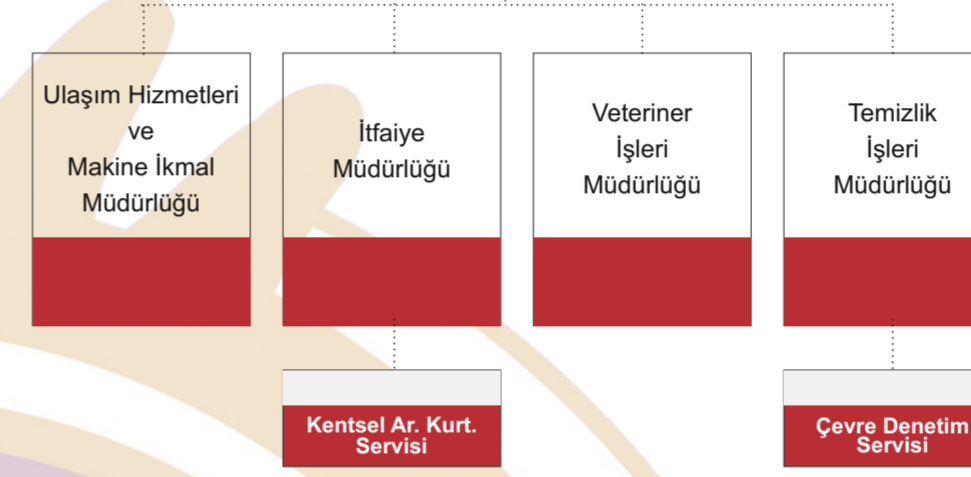 Ulaşım Hizmetleri
ve
Makine İkmal
Müdürlüğü
İtfaiye
Müdürlüğü
Veteriner
İşleri
Müdürlüğü
Temizlik
İşleri
Müdürlüğü
Kentsel Ar. Kurt.
Servisi
Çevre Denetim
Servisi